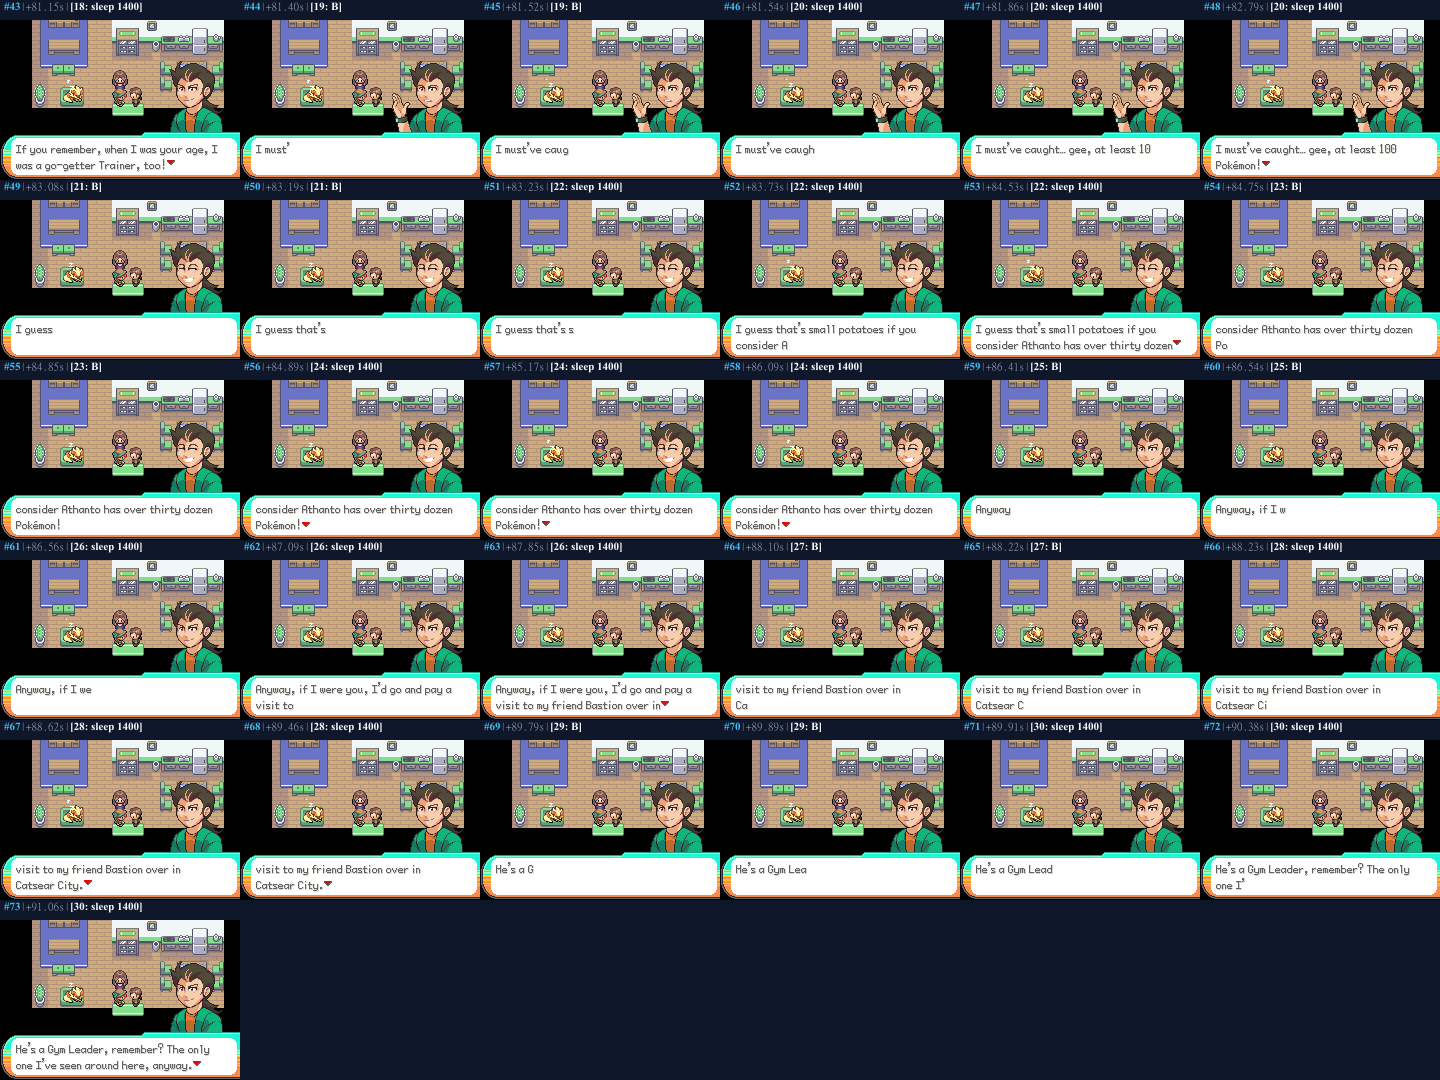 #43|+81.15s|[18: sleep 1400]
If you remember, when I was your age, I
was a go-getter Trainer, too!
#44|+81.40s|[19: B]
I must'
#45|+81.52s|[19: B]
I must've caug
#46|+81.54s|[20: sleep 1400]
I must've caugh
#47|+81.86s|[20: sleep 1400]
I must've caught… gee, at least 10
#48|+82.79s|[20: sleep 1400]
I must've caught… gee, at least 100
Pokémon!
#49|+83.08s|[21: B]
I guess
#50|+83.19s|[21: B]
I guess that's
#51|+83.23s|[22: sleep 1400]
I guess that's s
#52|+83.73s|[22: sleep 1400]
I guess that's small potatoes if you
consider A
#53|+84.53s|[22: sleep 1400]
I guess that's small potatoes if you
consider Athanto has over thirty dozen
#54|+84.75s|[23: B]
consider Athanto has over thirty dozen
Po
#55|+84.85s|[23: B]
consider Athanto has over thirty dozen
Pokémon!
#56|+84.89s|[24: sleep 1400]
consider Athanto has over thirty dozen
Pokémon!
#57|+85.17s|[24: sleep 1400]
consider Athanto has over thirty dozen
Pokémon!
#58|+86.09s|[24: sleep 1400]
consider Athanto has over thirty dozen
Pokémon!
#59|+86.41s|[25: B]
Anyway
#60|+86.54s|[25: B]
Anyway, if I w
#61|+86.56s|[26: sleep 1400]
Anyway, if I we
#62|+87.09s|[26: sleep 1400]
Anyway, if I were you, I'd go and pay a
visit to
#63|+87.85s|[26: sleep 1400]
Anyway, if I were you, I'd go and pay a
visit to my friend Bastion over in
#64|+88.10s|[27: B]
visit to my friend Bastion over in
Ca
#65|+88.22s|[27: B]
visit to my friend Bastion over in
Catsear C
#66|+88.23s|[28: sleep 1400]
visit to my friend Bastion over in
Catsear Ci
#67|+88.62s|[28: sleep 1400]
visit to my friend Bastion over in
Catsear City.
#68|+89.46s|[28: sleep 1400]
visit to my friend Bastion over in
Catsear City.
#69|+89.79s|[29: B]
He's a G
#70|+89.89s|[29: B]
He's a Gym Lea
#71|+89.91s|[30: sleep 1400]
He's a Gym Lead
#72|+90.38s|[30: sleep 1400]
He's a Gym Leader, remember? The only
one I'
#73|+91.06s|[30: sleep 1400]
He's a Gym Leader, remember? The only
one I've seen around here, anyway.